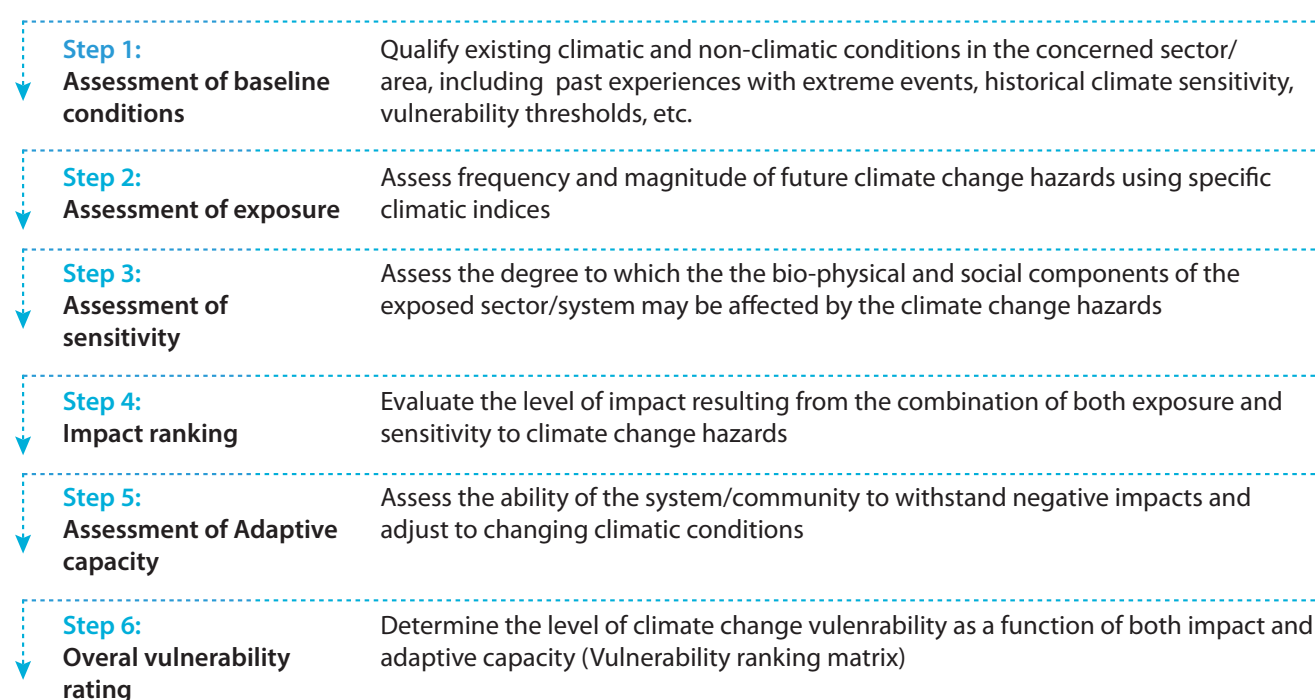 Step 1:
Assessment of baseline
conditions
Qualify existing climatic and non-climatic conditions in the concerned sector/
area, including  past experiences with extreme events, historical climate sensitivity,
vulnerability thresholds, etc.
Step 2:
Assessment of exposure
Assess frequency and magnitude of future climate change hazards using specific
climatic indices
Step 3:
Assessment of
sensitivity
Assess the degree to which the the bio-physical and social components of the
exposed sector/system may be affected by the climate change hazards
Step 4:
Impact ranking
Evaluate the level of impact resulting from the combination of both exposure and
sensitivity to climate change hazards
Step 5:
Assessment of Adaptive
capacity
Assess the ability of the system/community to withstand negative impacts and
adjust to changing climatic conditions
Step 6:
Overal vulnerability
rating
Determine the level of climate change vulenrability as a function of both impact and
adaptive capacity (Vulnerability ranking matrix)